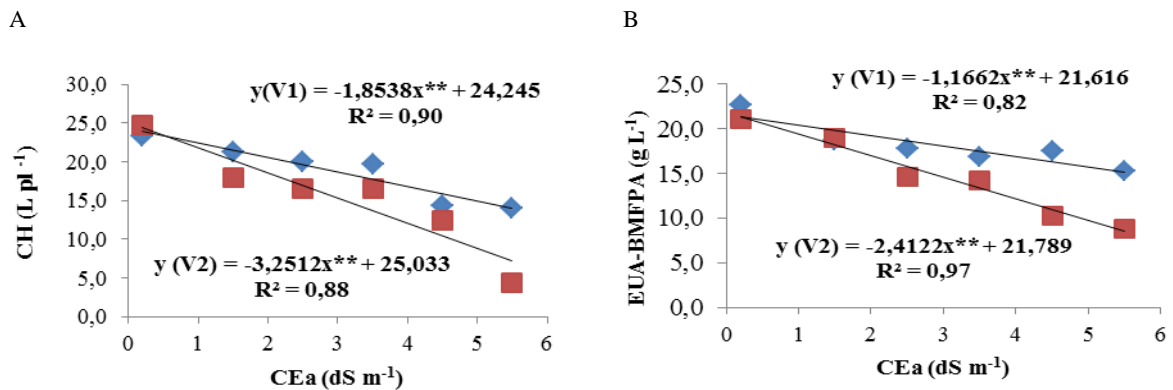 A
CH (L pl ⁻¹)
30,0
25,0
20,0
15,0
10,0
5,0
0,0
y(V1) = -1,8538x** + 24,245
R² = 0,90
y (V2) = -3,2512x** + 25,033
R² = 0,88
0 1 2 3 4 5 6
CEa (dS m⁻¹)
B
EUA-BMFPA (g L⁻¹)
25,0
20,0
15,0
10,0
5,0
0,0
y(V1) = -1,1662x** + 21,616
R² = 0,82
y (V2) = -2,4122x** + 21,789
R² = 0,97
0 1 2 3 4 5 6
CEa (dS m⁻¹)